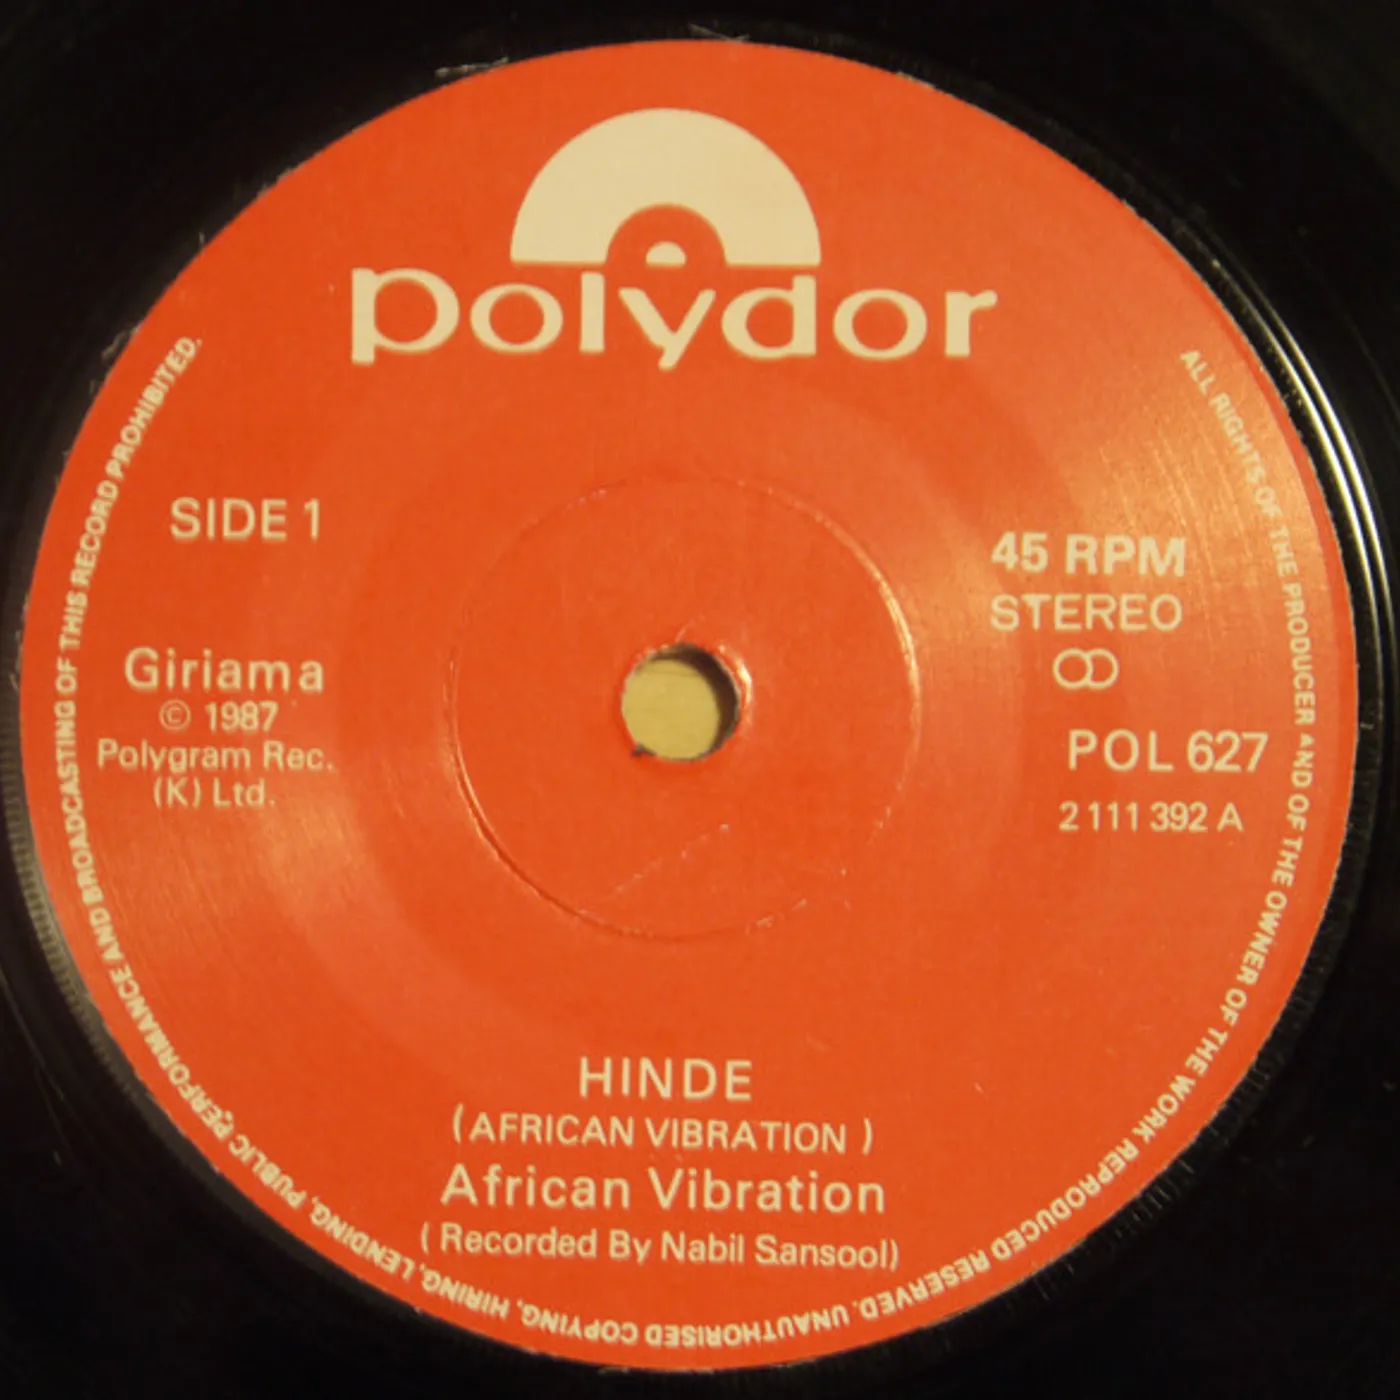 polydor
SIDE 1
Giriama
© 1987
Polygram Rec.
(K) Ltd.
45 RPM
STEREO
POL 627
2 111 392 A
HINDE
( AFRICAN VIBRATION )
African Vibration
( Recorded By Nabil Sansool)
ALL RIGHTS OF THE PRODUCER AND OF THE OWNER OF THE WORK REPRODUCED RESERVED. UNAUTHORISED COPYING, HIRING, LENDING, PUBLIC PERFORMANCE AND BROADCASTING OF THIS RECORD PROHIBITED.